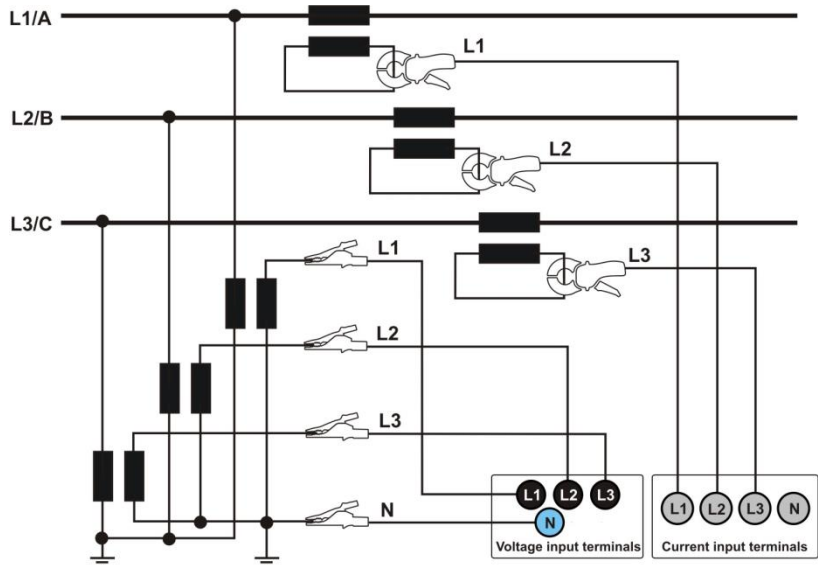 L1/A
L1
L2/B
L2
L3/C
L1
L3
L2
L3
N
L1 L2 L3
N
Voltage input terminals
L1 L2 L3 N
Current input terminals